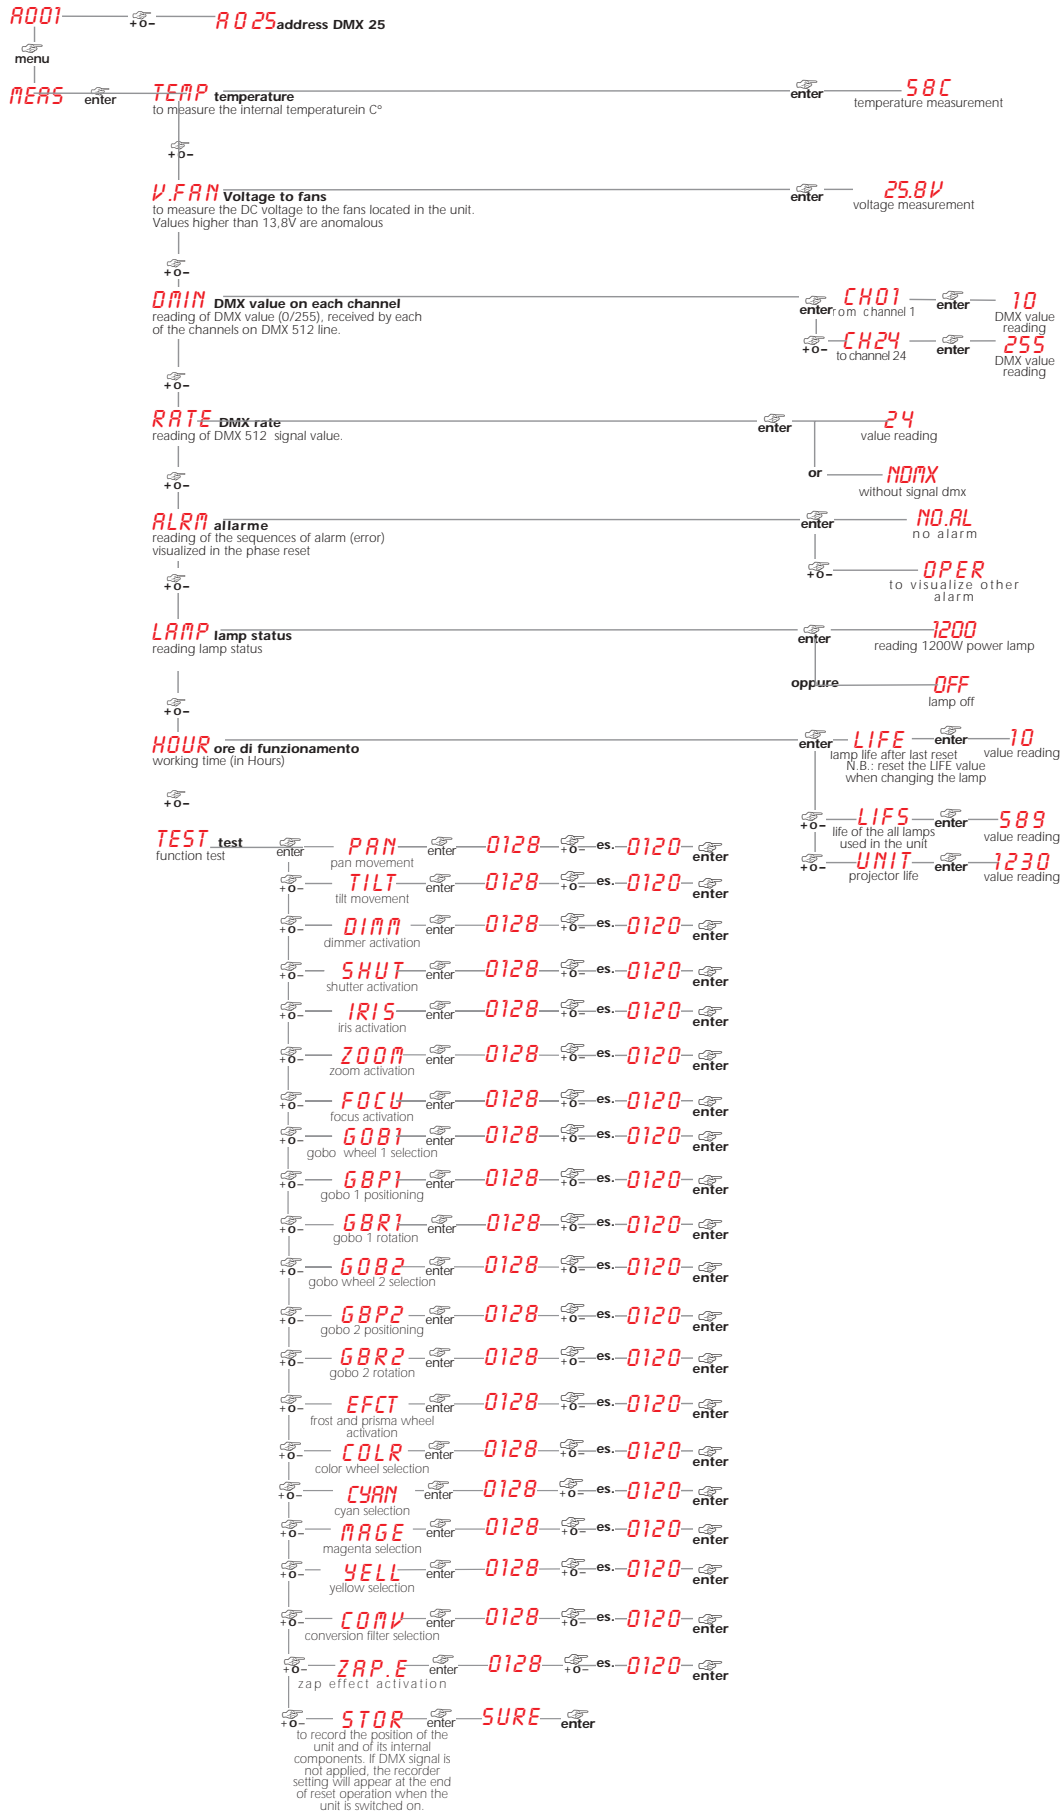 A001 +o– A025 address DMX 25
menu
MEAS enter TEMP temperature enter 58C
to measure the internal temperaturein C° temperature measurement
+o–
V.FAN Voltage to fans enter 25.8V
to measure the DC voltage to the fans located in the unit. voltage measurement
Values higher than 13,8V are anomalous
+o–
DMIN DMX value on each channel enter CH01 enter 10
reading of DMX value (0/255), received by each rom channel 1 DMX value
of the channels on DMX 512 line. reading
+o– CH24 enter 255
to channel 24 DMX value
reading
+o–
RATE DMX rate enter 24
reading of DMX 512 signal value. value reading
+o– or NDMX
without signal dmx
ALRM allarme enter NO.AL
reading of the sequences of alarm (error) no alarm
visualized in the phase reset
+o– +o– OPER
to visualize other
alarm
LAMP lamp status enter 1200
reading lamp status reading 1200W power lamp
oppure OFF
lamp off
+o–
HOUR ore di funzionamento enter LIFE enter 10
working time (in Hours) lamp life after last reset value reading
N.B.: reset the LIFE value
when changing the lamp
+o–
+o– LIFS enter 589
life of the all lamps value reading
used in the unit
+o– UNIT enter 1230
projector life value reading
TEST test enter PAN enter 0128 +o– es. 0120 enter
function test pan movement
+o– TILT enter 0128 +o– es. 0120 enter
tilt movement
+o– DIMM enter 0128 +o– es. 0120 enter
dimmer activation
+o– SHUT enter 0128 +o– es. 0120 enter
shutter activation
+o– IRIS enter 0128 +o– es. 0120 enter
iris activation
+o– ZOOM enter 0128 +o– es. 0120 enter
zoom activation
+o– FOCU enter 0128 +o– es. 0120 enter
focus activation
+o– GOB1 enter 0128 +o– es. 0120 enter
gobo wheel 1 selection
+o– GBP1 enter 0128 +o– es. 0120 enter
gobo 1 positioning
+o– GBR1 enter 0128 +o– es. 0120 enter
gobo 1 rotation
+o– GOB2 enter 0128 +o– es. 0120 enter
gobo wheel 2 selection
+o– GBP2 enter 0128 +o– es. 0120 enter
gobo 2 positioning
+o– GBR2 enter 0128 +o– es. 0120 enter
gobo 2 rotation
+o– EFCT enter 0128 +o– es. 0120 enter
frost and prisma wheel
activation
+o– COLR enter 0128 +o– es. 0120 enter
color wheel selection
+o– CYAN enter 0128 +o– es. 0120 enter
cyan selection
+o– MAGE enter 0128 +o– es. 0120 enter
magenta selection
+o– YELL enter 0128 +o– es. 0120 enter
yellow selection
+o– COMV enter 0128 +o– es. 0120 enter
conversion filter selection
+o– ZAP.E enter 0128 +o– es. 0120 enter
zap effect activation
+o– STOR enter SURE enter
to record the position of the
unit and of its internal
components. If DMX signal is
not applied, the recorder
setting will appear at the end
of reset operation when the
unit is switched on.